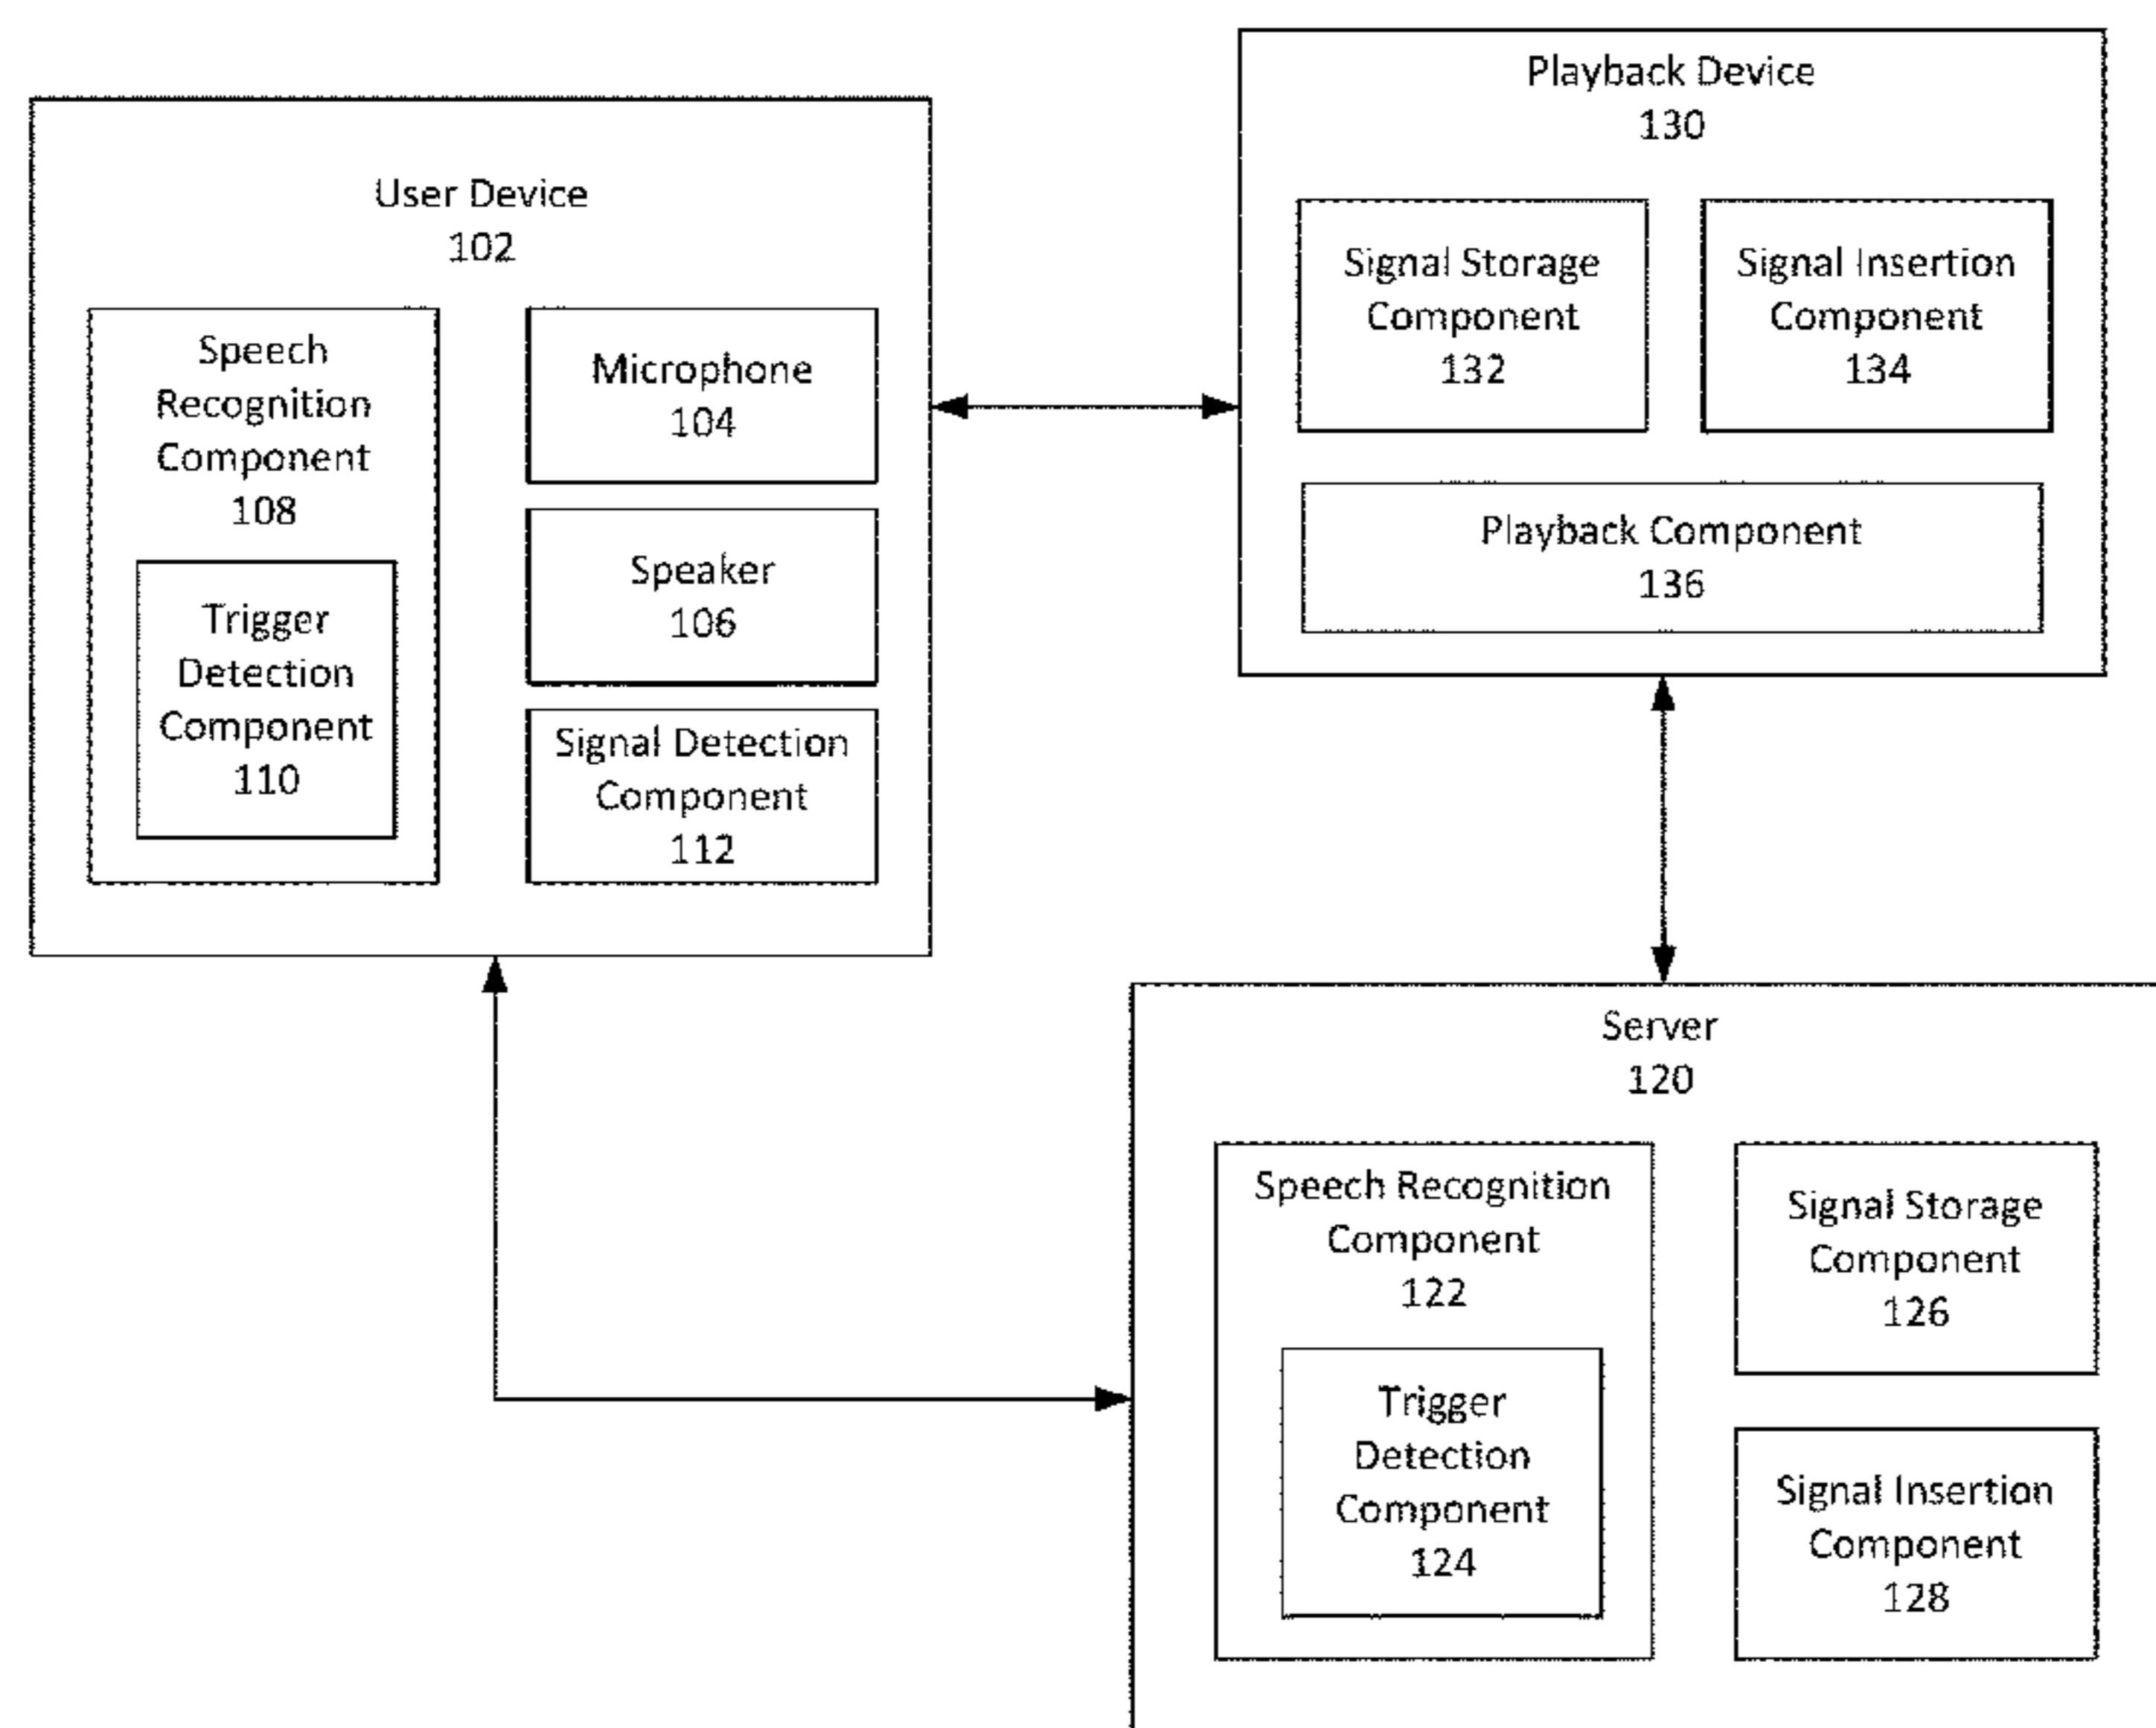 User Device
102
Speech
Recognition
Component
108
Trigger
Detection
Component
110
Microphone
104
Speaker
106
Signal Detection
Component
112
Playback Device
130
Signal Storage
Component
132
Signal Insertion
Component
134
Playback Component
136
Server
120
Speech Recognition
Component
122
Trigger
Detection
Component
124
Signal Storage
Component
126
Signal Insertion
Component
128